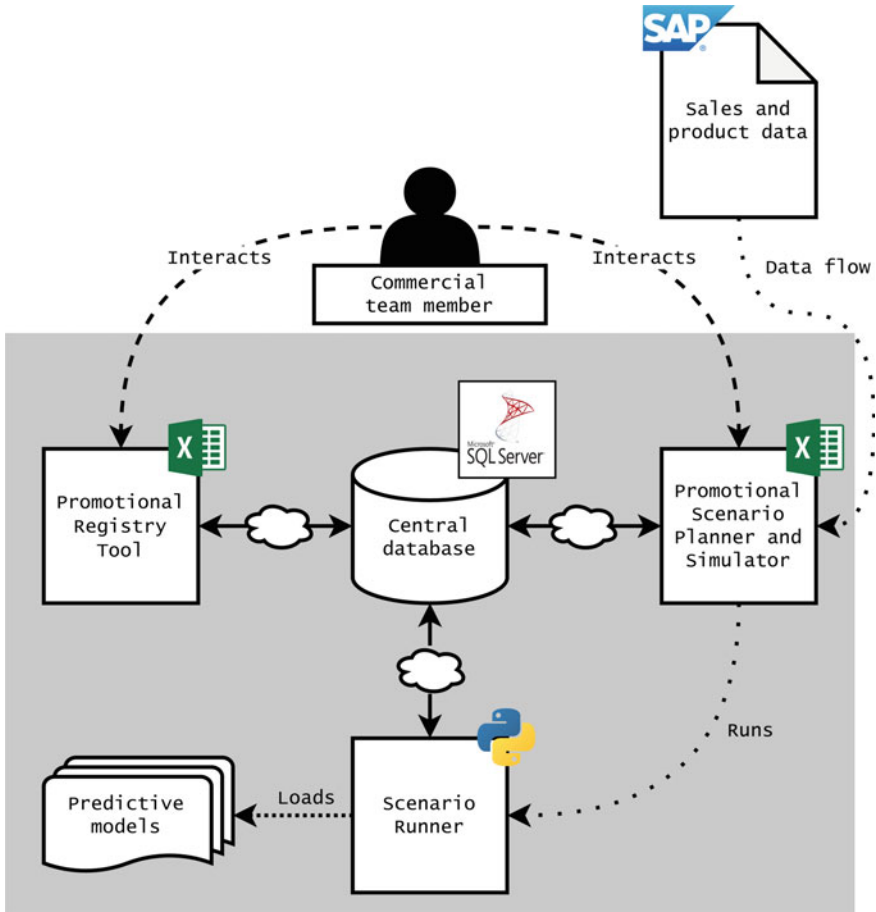 SAP
®
Sales and
product data
Interacts
Interacts
Data flow
Commercial
team member
Microsoft®
SQL Server
X
X
Promotional
Registry
Tool
Central
database
Promotional
Scenario
Planner and
Simulator
Runs
Loads
Predictive
models
Scenario
Runner